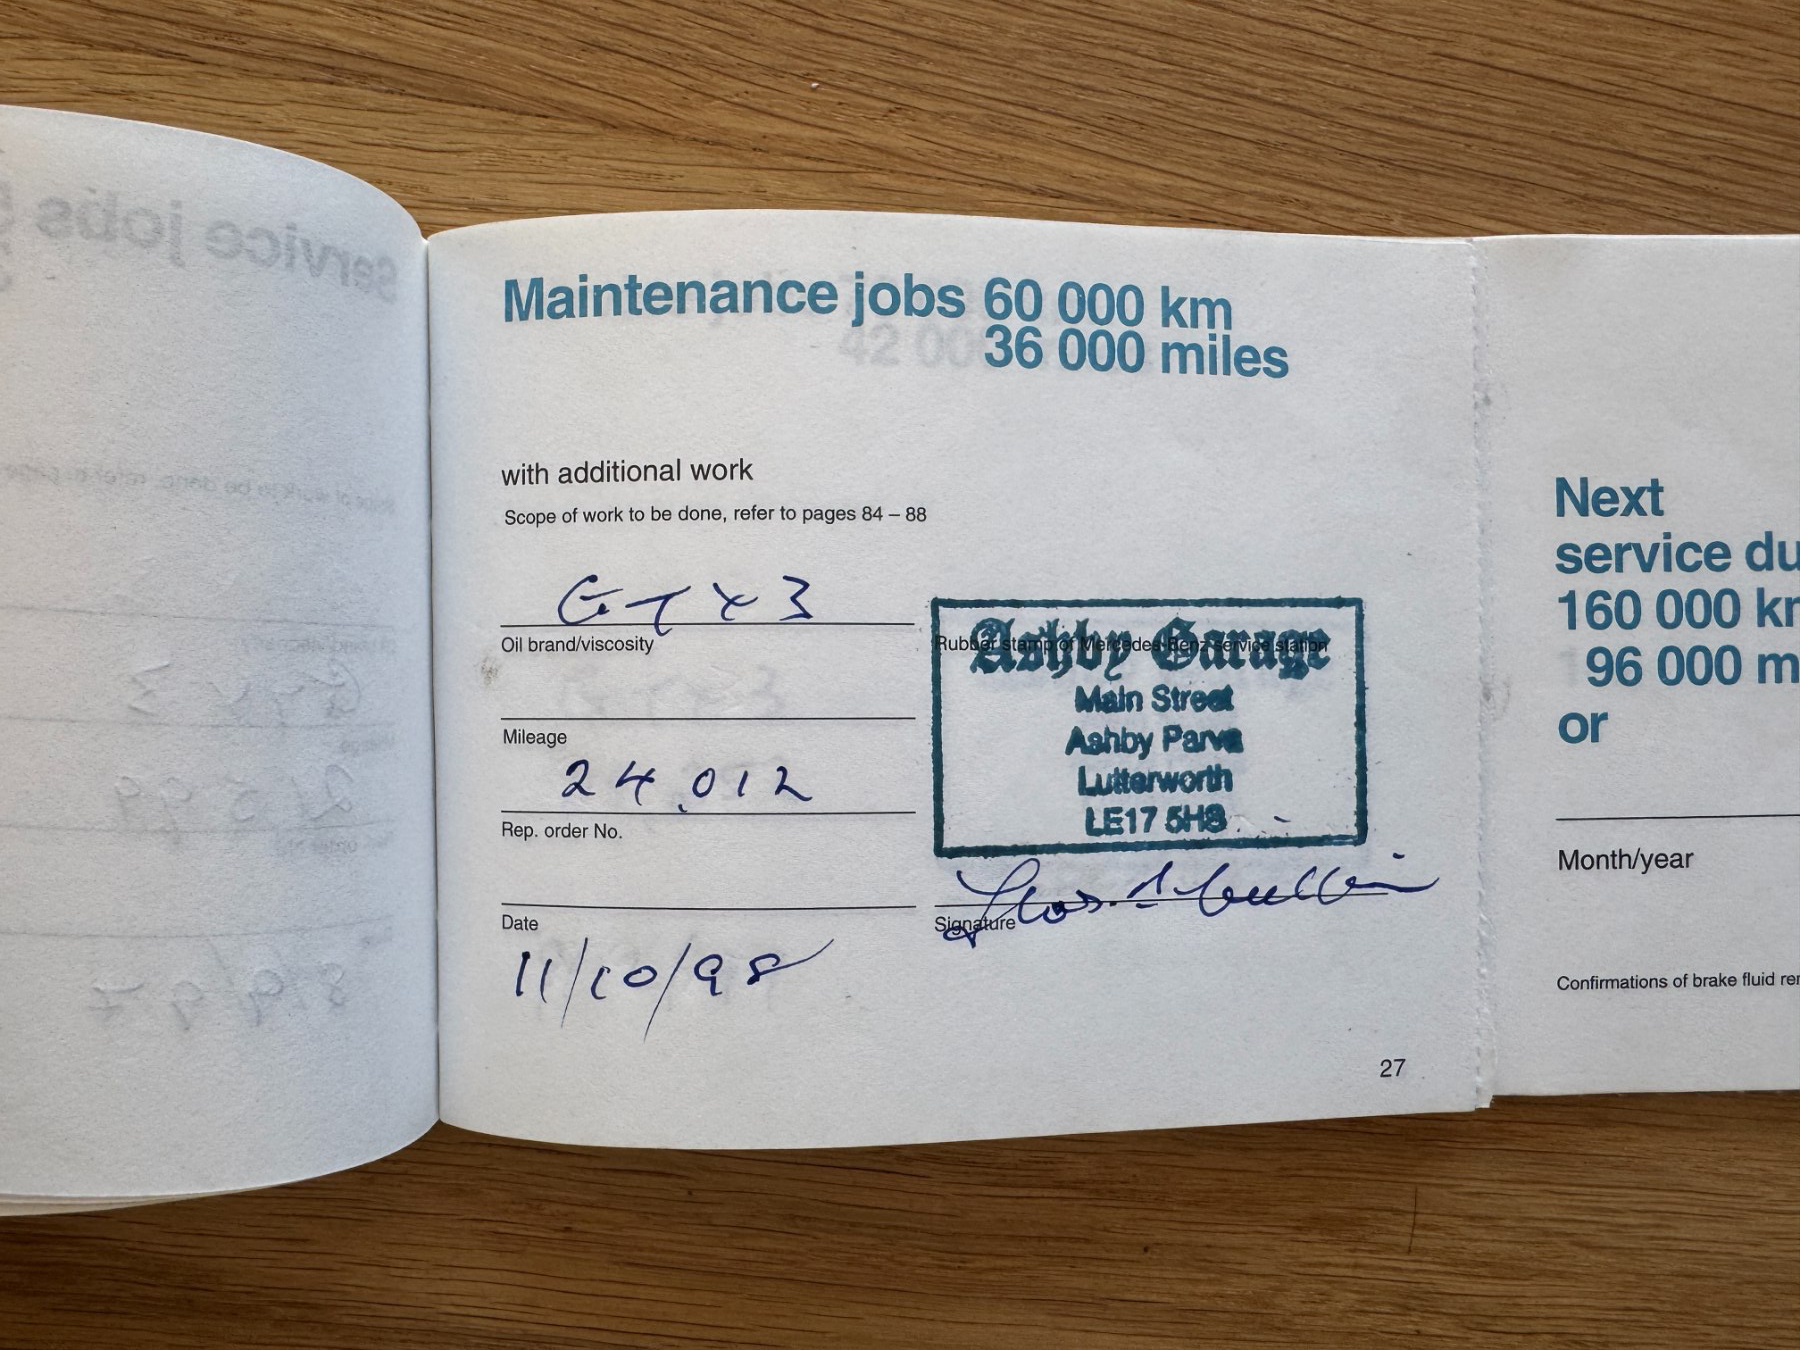 Service jobs
Maintenance jobs 60 000 km
36 000 miles
with additional work
Scope of work to be done, refer to pages 84 – 88
GTX3
Oil brand/viscosity
Rubber stamp of Mercedes-Benz service station
Ashby Garage
Main Street
Ashby Parva
Lutterworth
LE17 5HS
Mileage
24,012
Rep. order No.
Date
Signature
11/10/98
27
Next
service du
160 000 km
96 000 m
or
Month/year
Confirmations of brake fluid ren